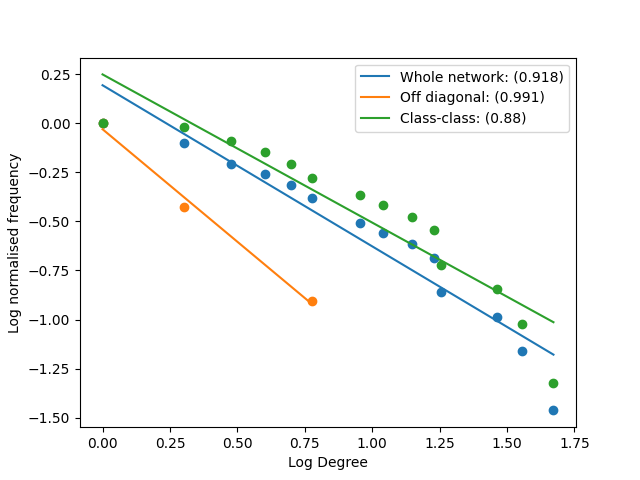 Whole network: (0.918)
Off diagonal: (0.991)
Class-class: (0.88)
Log normalised frequency
0.25
0.00
−0.25
−0.50
−0.75
−1.00
−1.25
−1.50
0.00 0.25 0.50 0.75 1.00 1.25 1.50 1.75
Log Degree